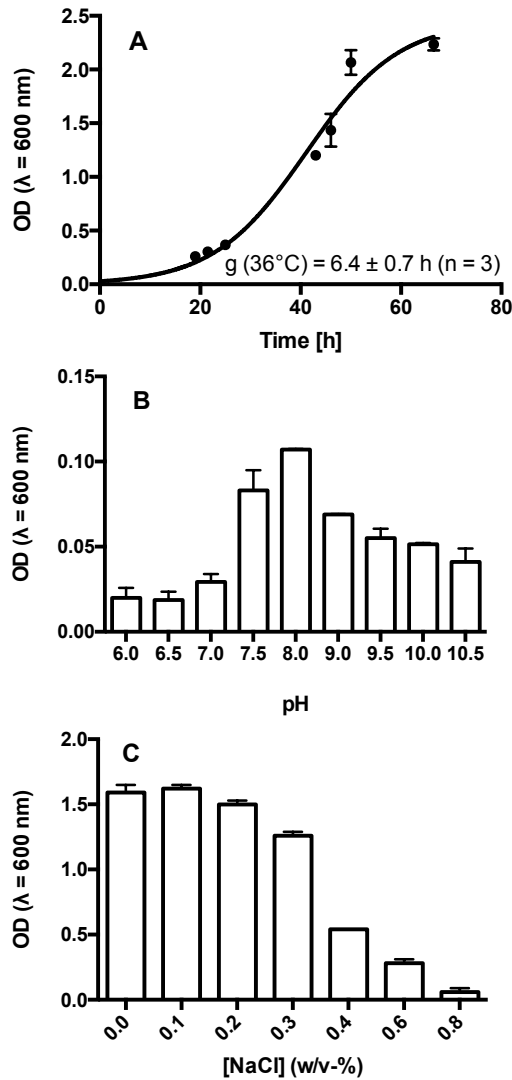 A
OD (λ = 600 nm)
2.5
2.0
1.5
1.0
0.5
0.0
g (36°C) = 6.4 ± 0.7 h (n = 3)
0 20 40 60 80
Time [h]
B
OD (λ = 600 nm)
0.15
0.10
0.05
0.00
6.0 6.5 7.0 7.5 8.0 9.0 9.5 10.0 10.5
pH
C
OD (λ = 600 nm)
2.0
1.5
1.0
0.5
0.0
0.0 0.1 0.2 0.3 0.4 0.6 0.8
[NaCl] (w/v-%)